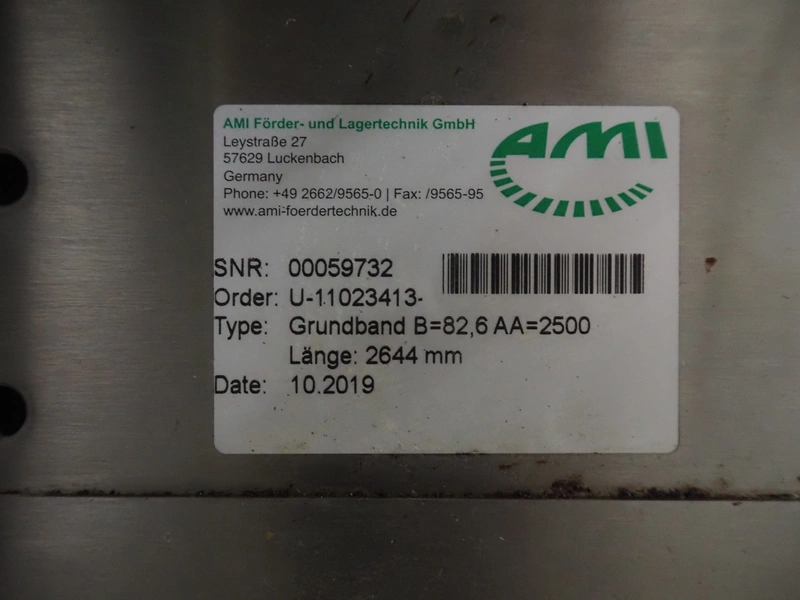 AMI Förder- und Lagertechnik GmbH
Leystraße 27
57629 Luckenbach
Germany
Phone: +49 2662/9565-0 | Fax: /9565-95
www.ami-foerdertechnik.de
AMI
SNR: 00059732
Order: U-11023413-
Type: Grundband B=82,6 AA=2500
Länge: 2644 mm
Date: 10.2019